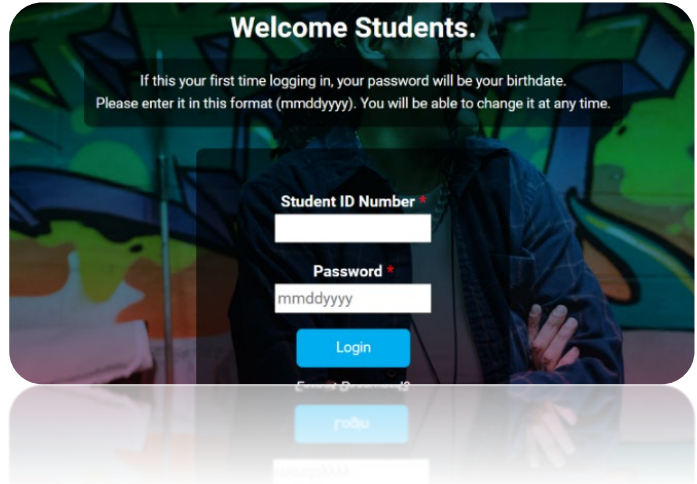 Welcome Students.
If this your first time logging in, your password will be your birthdate.
Please enter it in this format (mmddyyyy). You will be able to change it at any time.
Student ID Number *
Password *
mmddyyyy
Login